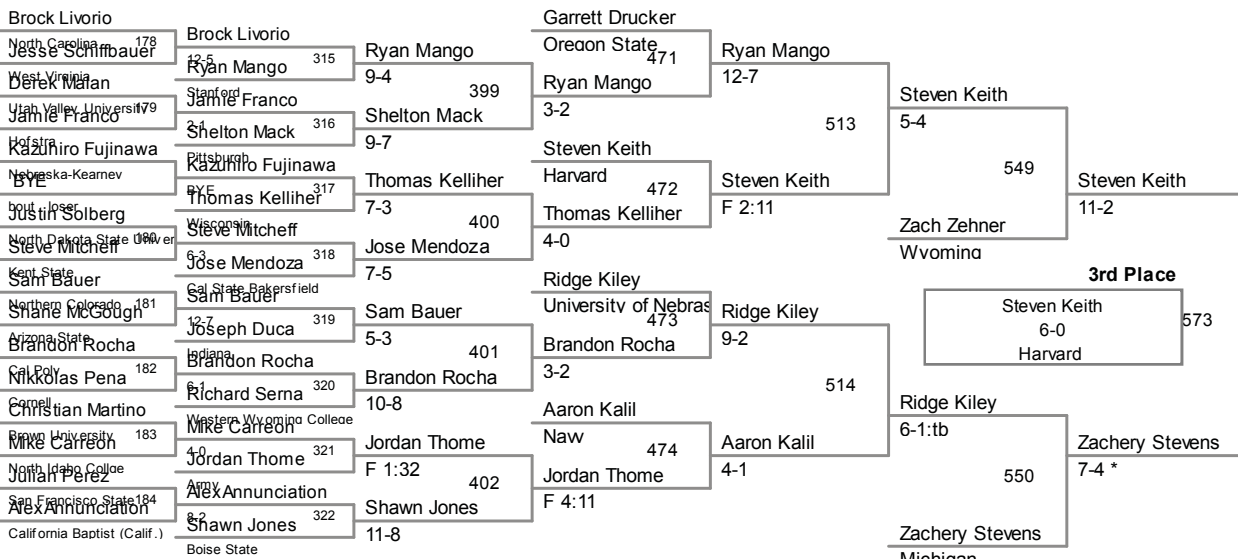 Brock Livorio
North Carolina
178
Jesse Schiffbauer
West Virginia
Derek Malan
Utah Valley University
179
Jamie Franco
Hofstra
Kazuhiro Fujinawa
Nebraska-Kearney
BYE
bout loser
Justin Solberg
North Dakota State Univer
180
Steve Mitcheff
Kent State
Sam Bauer
Northern Colorado
181
Shane McGough
Arizona State
Brandon Rocha
Cal Poly
182
Nikkolas Pena
Cornell
Christian Martino
Brown University
183
Mike Carreon
North Idaho Collge
Julian Perez
San Francisco State
184
Alex Annunciation
California Baptist (Calif.)
Brock Livorio
12-5
315
Ryan Mango
Stanford
Jamie Franco
316
Shelton Mack
Pittsburgh
Kazuhiro Fujinawa
BYE
317
Thomas Kelliher
Wisconsin
Steve Mitcheff
6-3
318
Jose Mendoza
Cal State Bakersfield
Sam Bauer
12-7
319
Joseph Duca
Indiana
Brandon Rocha
6-1
320
Richard Serna
Western Wyoming College
Mike Carreon
4-0
321
Jordan Thome
Army
Alex Annunciation
8-2
322
Shawn Jones
Boise State
Ryan Mango
9-4
399
Shelton Mack
9-7
Thomas Kelliher
7-3
400
Jose Mendoza
7-5
Sam Bauer
5-3
401
Brandon Rocha
10-8
Jordan Thome
F 1:32
402
Shawn Jones
11-8
Garrett Drucker
Oregon State
471
Ryan Mango
3-2
Steven Keith
Harvard
472
Thomas Kelliher
4-0
Ridge Kiley
University of Nebras
473
Brandon Rocha
3-2
Aaron Kalil
Navy
474
Jordan Thome
F 4:11
Ryan Mango
12-7
513
Steven Keith
F 2:11
Ridge Kiley
9-2
514
Aaron Kalil
4-1
Steven Keith
5-4
549
Zach Zehner
Wyoming
Ridge Kiley
6-1:tb
550
Zachery Stevens
Michigan
Steven Keith
11-2
3rd Place
Steven Keith
6-0
Harvard
573
Zachery Stevens
7-4 *